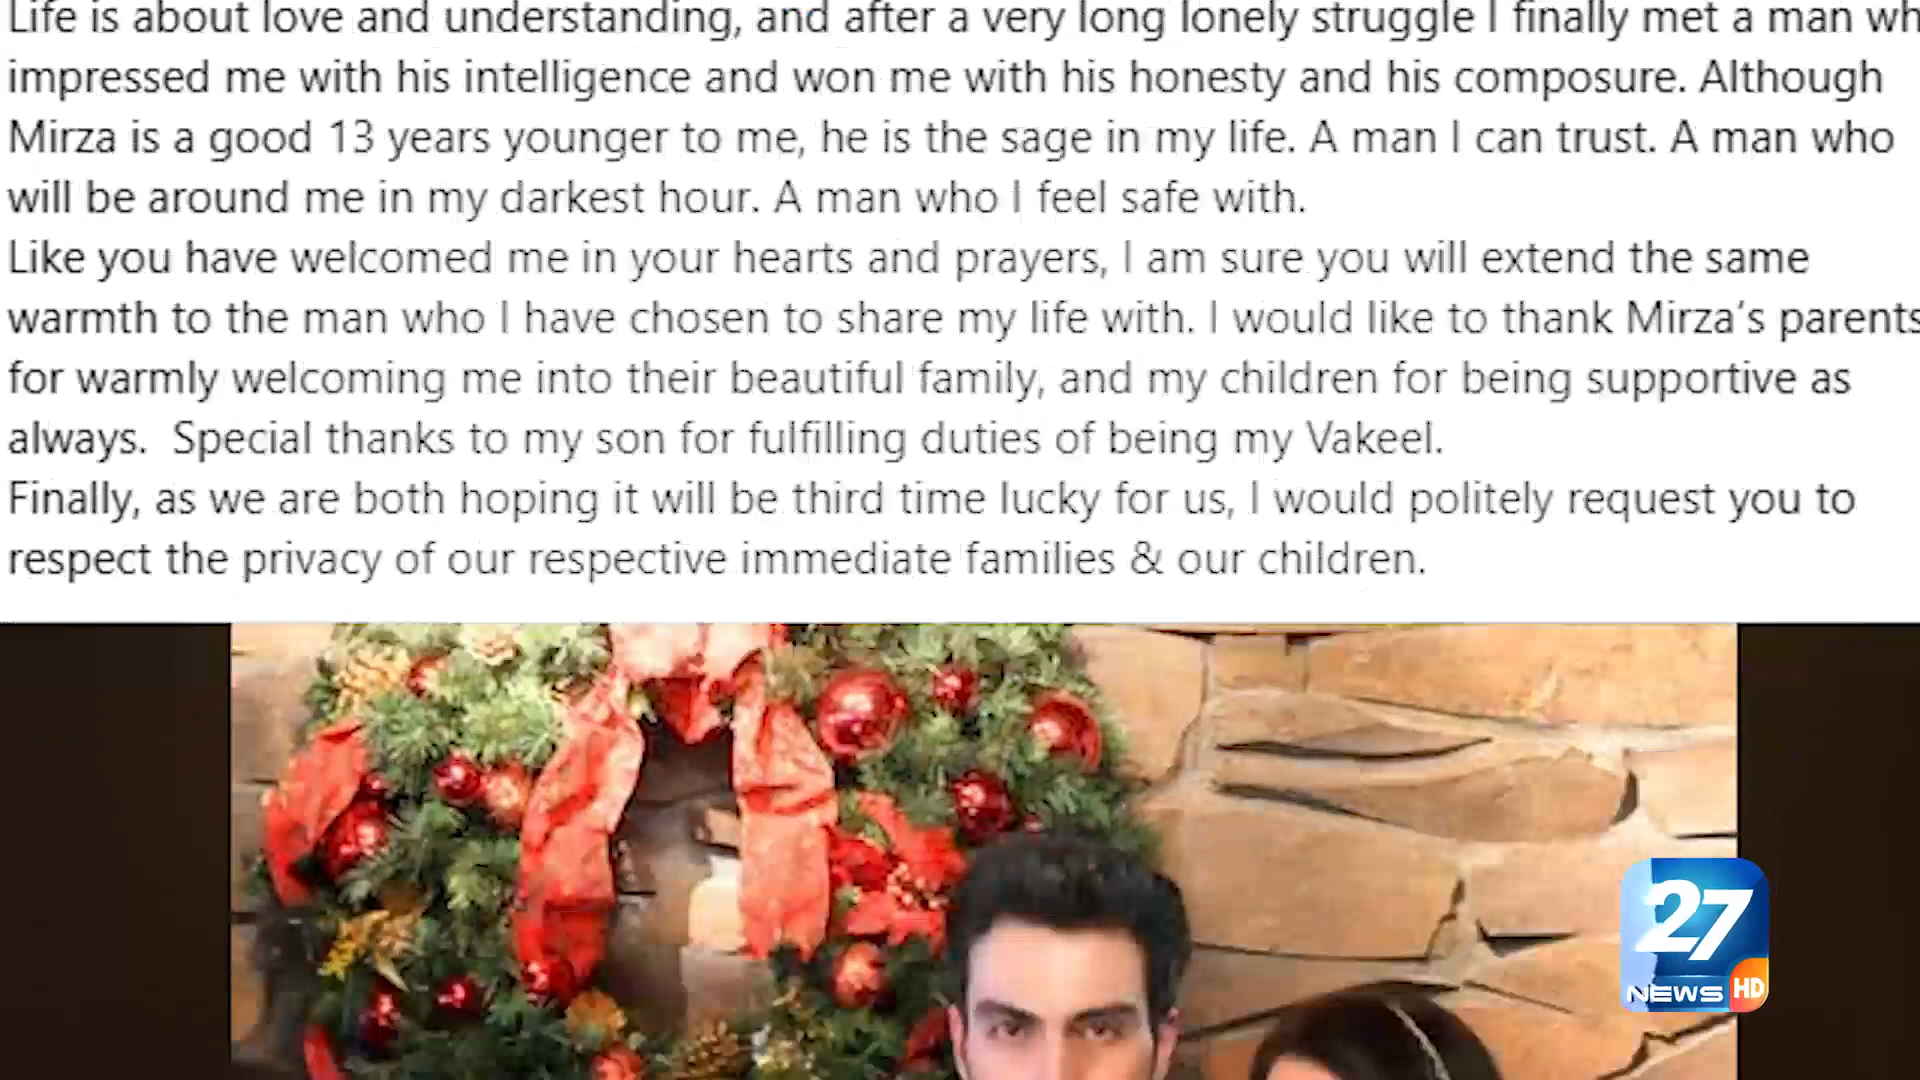 Life is about love and understanding, and after a very long lonely struggle I finally met a man wh
impressed me with his intelligence and won me with his honesty and his composure. Although
Mirza is a good 13 years younger to me, he is the sage in my life. A man I can trust. A man who
will be around me in my darkest hour. A man who I feel safe with.
Like you have welcomed me in your hearts and prayers, I am sure you will extend the same
warmth to the man who I have chosen to share my life with. I would like to thank Mirza’s parents
for warmly welcoming me into their beautiful family, and my children for being supportive as
always.  Special thanks to my son for fulfilling duties of being my Vakeel.
Finally, as we are both hoping it will be third time lucky for us, I would politely request you to
respect the privacy of our respective immediate families & our children.
27
NEWS HD